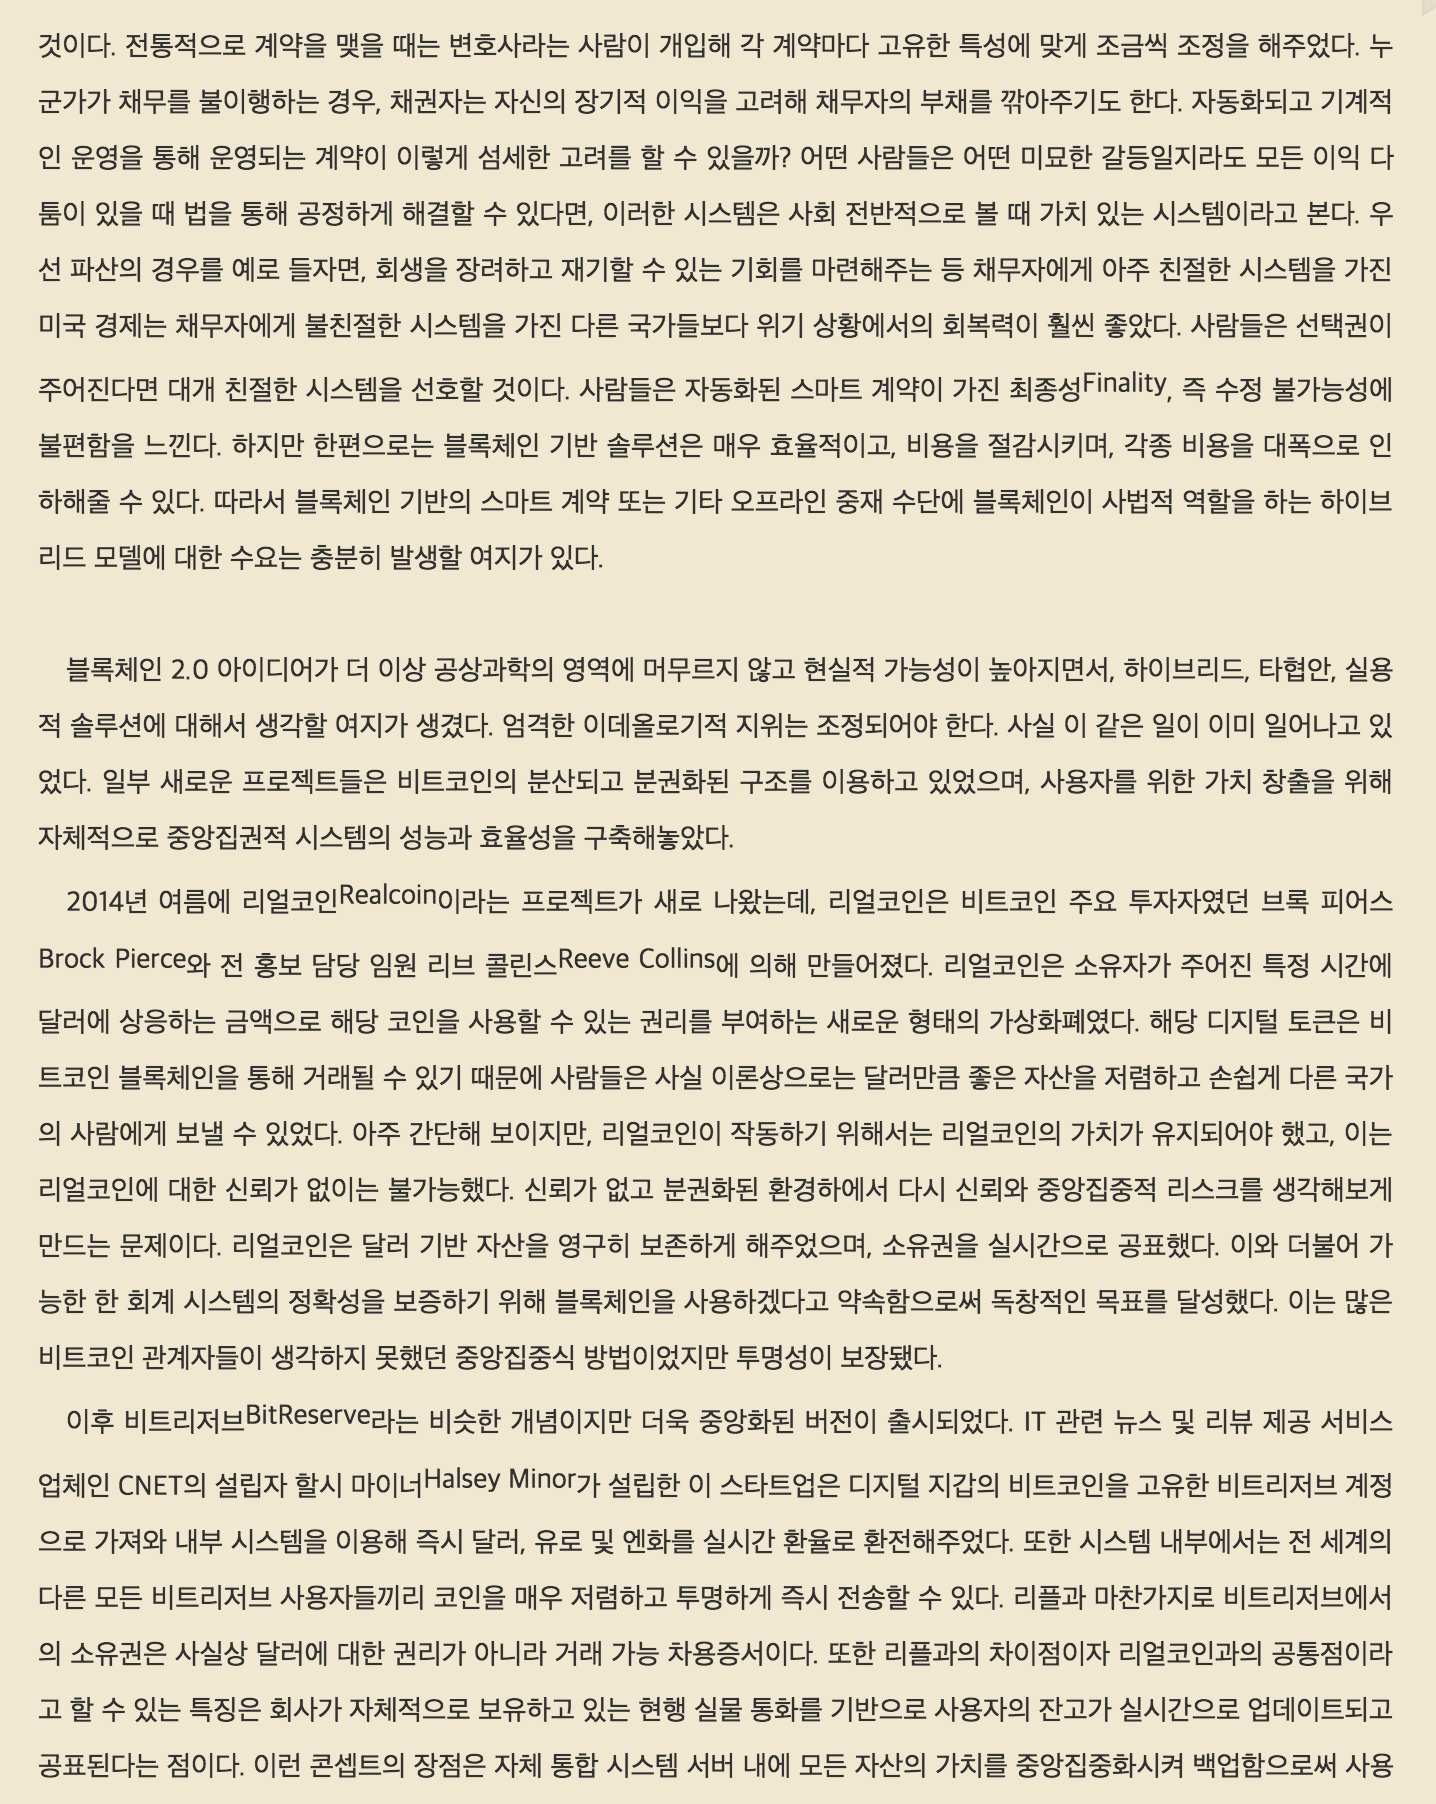 것이다. 전통적으로 계약을 맺을 때는 변호사라는 사람이 개입해 각 계약마다 고유한 특성에 맞게 조금씩 조정을 해주었다. 누
군가가 채무를 불이행하는 경우, 채권자는 자신의 장기적 이익을 고려해 채무자의 부채를 깎아주기도 한다. 자동화되고 기계적
인 운영을 통해 운영되는 계약이 이렇게 섬세한 고려를 할 수 있을까? 어떤 사람들은 어떤 미묘한 갈등일지라도 모든 이익 다
툼이 있을 때 법을 통해 공정하게 해결할 수 있다면, 이러한 시스템은 사회 전반적으로 볼 때 가치 있는 시스템이라고 본다. 우
선 파산의 경우를 예로 들자면, 회생을 장려하고 재기할 수 있는 기회를 마련해주는 등 채무자에게 아주 친절한 시스템을 가진
미국 경제는 채무자에게 불친절한 시스템을 가진 다른 국가들보다 위기 상황에서의 회복력이 훨씬 좋았다. 사람들은 선택권이
주어진다면 대개 친절한 시스템을 선호할 것이다. 사람들은 자동화된 스마트 계약이 가진 최종성Finality, 즉 수정 불가능성에
불편함을 느낀다. 하지만 한편으로는 블록체인 기반 솔루션은 매우 효율적이고, 비용을 절감시키며, 각종 비용을 대폭으로 인
하해줄 수 있다. 따라서 블록체인 기반의 스마트 계약 또는 기타 오프라인 중재 수단에 블록체인이 사법적 역할을 하는 하이브
리드 모델에 대한 수요는 충분히 발생할 여지가 있다.
블록체인 2.0 아이디어가 더 이상 공상과학의 영역에 머무르지 않고 현실적 가능성이 높아지면서, 하이브리드, 타협안, 실용
적 솔루션에 대해서 생각할 여지가 생겼다. 엄격한 이데올로기적 지위는 조정되어야 한다. 사실 이 같은 일이 이미 일어나고 있
었다. 일부 새로운 프로젝트들은 비트코인의 분산되고 분권화된 구조를 이용하고 있었으며, 사용자를 위한 가치 창출을 위해
자체적으로 중앙집권적 시스템의 성능과 효율성을 구축해놓았다.
2014년 여름에 리얼코인Realcoin이라는 프로젝트가 새로 나왔는데, 리얼코인은 비트코인 주요 투자자였던 브록 피어스
Brock Pierce와 전 홍보 담당 임원 리브 콜린스Reeve Collins에 의해 만들어졌다. 리얼코인은 소유자가 주어진 특정 시간에
달러에 상응하는 금액으로 해당 코인을 사용할 수 있는 권리를 부여하는 새로운 형태의 가상화폐였다. 해당 디지털 토큰은 비
트코인 블록체인을 통해 거래될 수 있기 때문에 사람들은 사실 이론상으로는 달러만큼 좋은 자산을 저렴하고 손쉽게 다른 국가
의 사람에게 보낼 수 있었다. 아주 간단해 보이지만, 리얼코인이 작동하기 위해서는 리얼코인의 가치가 유지되어야 했고, 이는
리얼코인에 대한 신뢰가 없이는 불가능했다. 신뢰가 없고 분권화된 환경하에서 다시 신뢰와 중앙집중적 리스크를 생각해보게
만드는 문제이다. 리얼코인은 달러 기반 자산을 영구히 보존하게 해주었으며, 소유권을 실시간으로 공표했다. 이와 더불어 가
능한 한 회계 시스템의 정확성을 보증하기 위해 블록체인을 사용하겠다고 약속함으로써 독창적인 목표를 달성했다. 이는 많은
비트코인 관계자들이 생각하지 못했던 중앙집중식 방법이었지만 투명성이 보장됐다.
이후 비트리저브BitReserve라는 비슷한 개념이지만 더욱 중앙화된 버전이 출시되었다. IT 관련 뉴스 및 리뷰 제공 서비스
업체인 CNET의 설립자 할시 마이너Halsey Minor가 설립한 이 스타트업은 디지털 지갑의 비트코인을 고유한 비트리저브 계정
으로 가져와 내부 시스템을 이용해 즉시 달러, 유로 및 엔화를 실시간 환율로 환전해주었다. 또한 시스템 내부에서는 전 세계의
다른 모든 비트리저브 사용자들끼리 코인을 매우 저렴하고 투명하게 즉시 전송할 수 있다. 리플과 마찬가지로 비트리저브에서
의 소유권은 사실상 달러에 대한 권리가 아니라 거래 가능 차용증서이다. 또한 리플과의 차이점이자 리얼코인과의 공통점이라
고 할 수 있는 특징은 회사가 자체적으로 보유하고 있는 현행 실물 통화를 기반으로 사용자의 잔고가 실시간으로 업데이트되고
공표된다는 점이다. 이런 콘셉트의 장점은 자체 통합 시스템 서버 내에 모든 자산의 가치를 중앙집중화시켜 백업함으로써 사용